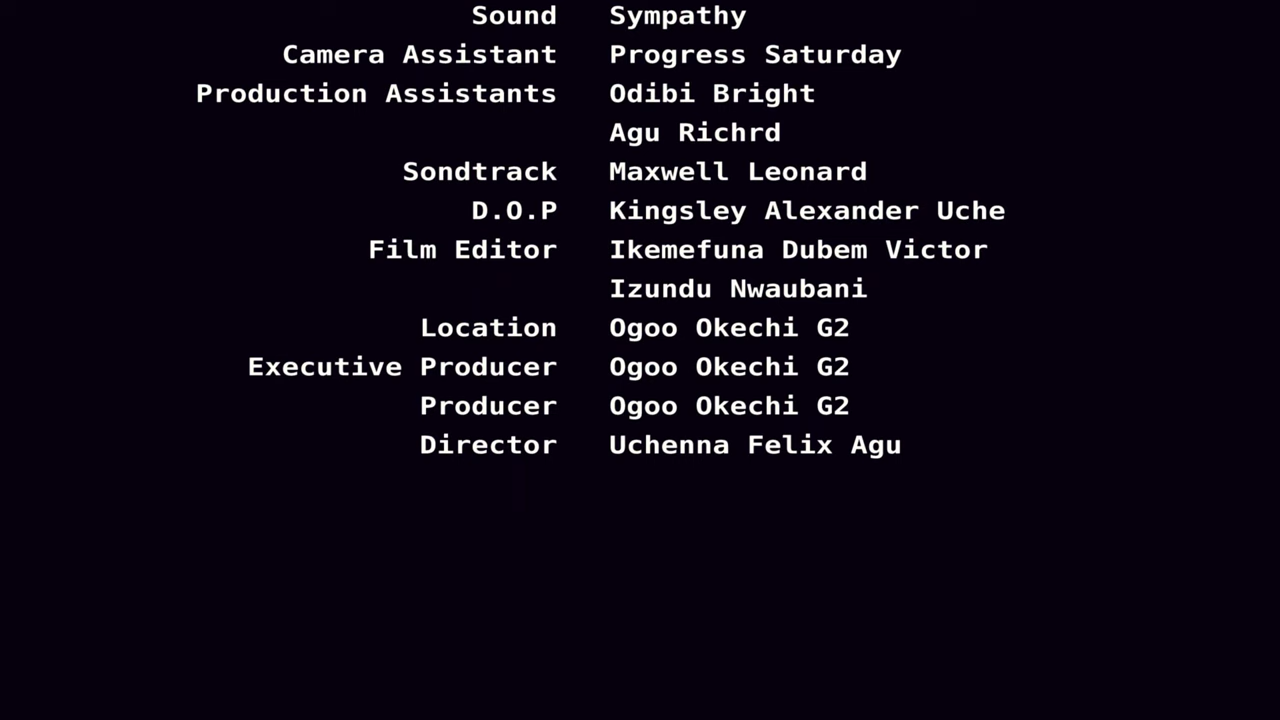 Sound Sympathy
Camera Assistant Progress Saturday
Production Assistants Odibi Bright
Agu Richrd
Sondtrack Maxwell Leonard
D.O.P Kingsley Alexander Uche
Film Editor Ikemefuna Dubem Victor
Izundu Nwaubani
Location Ogoo Okechi G2
Executive Producer Ogoo Okechi G2
Producer Ogoo Okechi G2
Director Uchenna Felix Agu